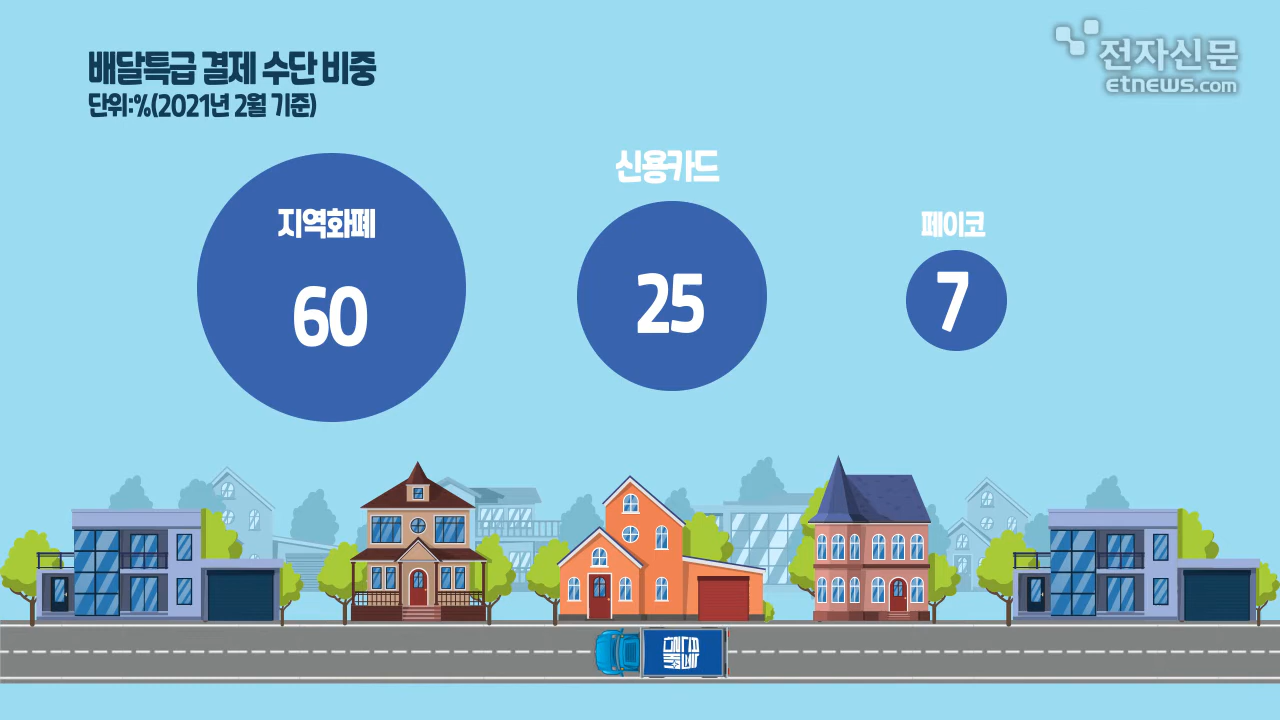 배달특급 결제 수단 비중
단위:%(2021년 2월 기준)
전자신문
etnews.com
지역화폐
60
신용카드
25
페이코
7